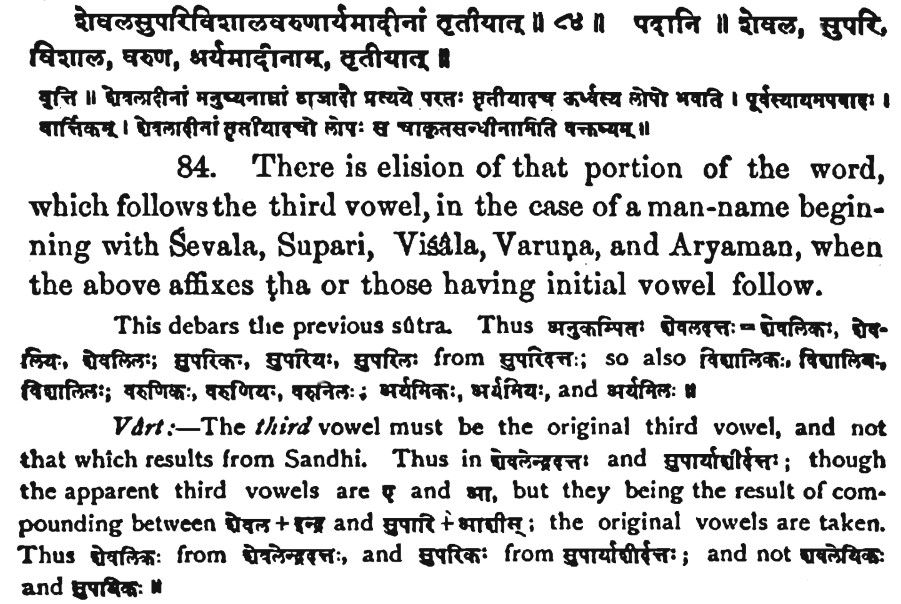 शेवलसुपरिविशालवरुणार्यमादीनां तृतीयात् ॥ ८४ ॥ पदानि ॥ शेवल, सुपरि,
विशाल, वरुण, अर्यमादीनाम्, तृतीयात् ॥
वृत्ति ॥ शेवलादीनां मनुष्यनाम्नां ठाजादौ प्रत्यये परतः तृतीयादच ऊर्ध्वस्य लोपो भवति । पूर्वस्यायमपवादः ।
वार्त्तिकम् । शेवलादीनां तृतीयादचो लोपः स चाकृतसन्धीनामिति वक्तव्यम् ॥
84. There is elision of that portion of the word,
which follows the third vowel, in the case of a man-name begin-
ning with Śevala, Supari, Viśâla, Varuṇa, and Aryaman, when
the above affixes ṭha or those having initial vowel follow.
This debars the previous sûtra. Thus अनुकम्पितः शेवलदत्तः = शेवलिकः, शेव-
लियः, शेवलिलः; सुपरिकः, सुपरियः, सुपरिलः from सुपरिदत्तः; so also विशालिकः, विशालियः,
विशालिलः; वरुणिकः, वरुणियः, वरुनिलः; अर्यमिकः, अर्यमियः, and अर्यमिलः ॥
Vârt:—The third vowel must be the original third vowel, and not
that which results from Sandhi. Thus in शेवलेन्द्रदत्तः and सुपार्याशीर्दत्तः; though
the apparent third vowels are ए and आ, but they being the result of com-
pounding between शेवल + इन्द्र and सुपारि + आशीस्; the original vowels are taken.
Thus शेवलिकः from शेवलेन्द्रदत्तः, and सुपरिकः from सुपार्याशीर्दत्तः; and not शवलेयिकः
and सुपर्यिकः ॥